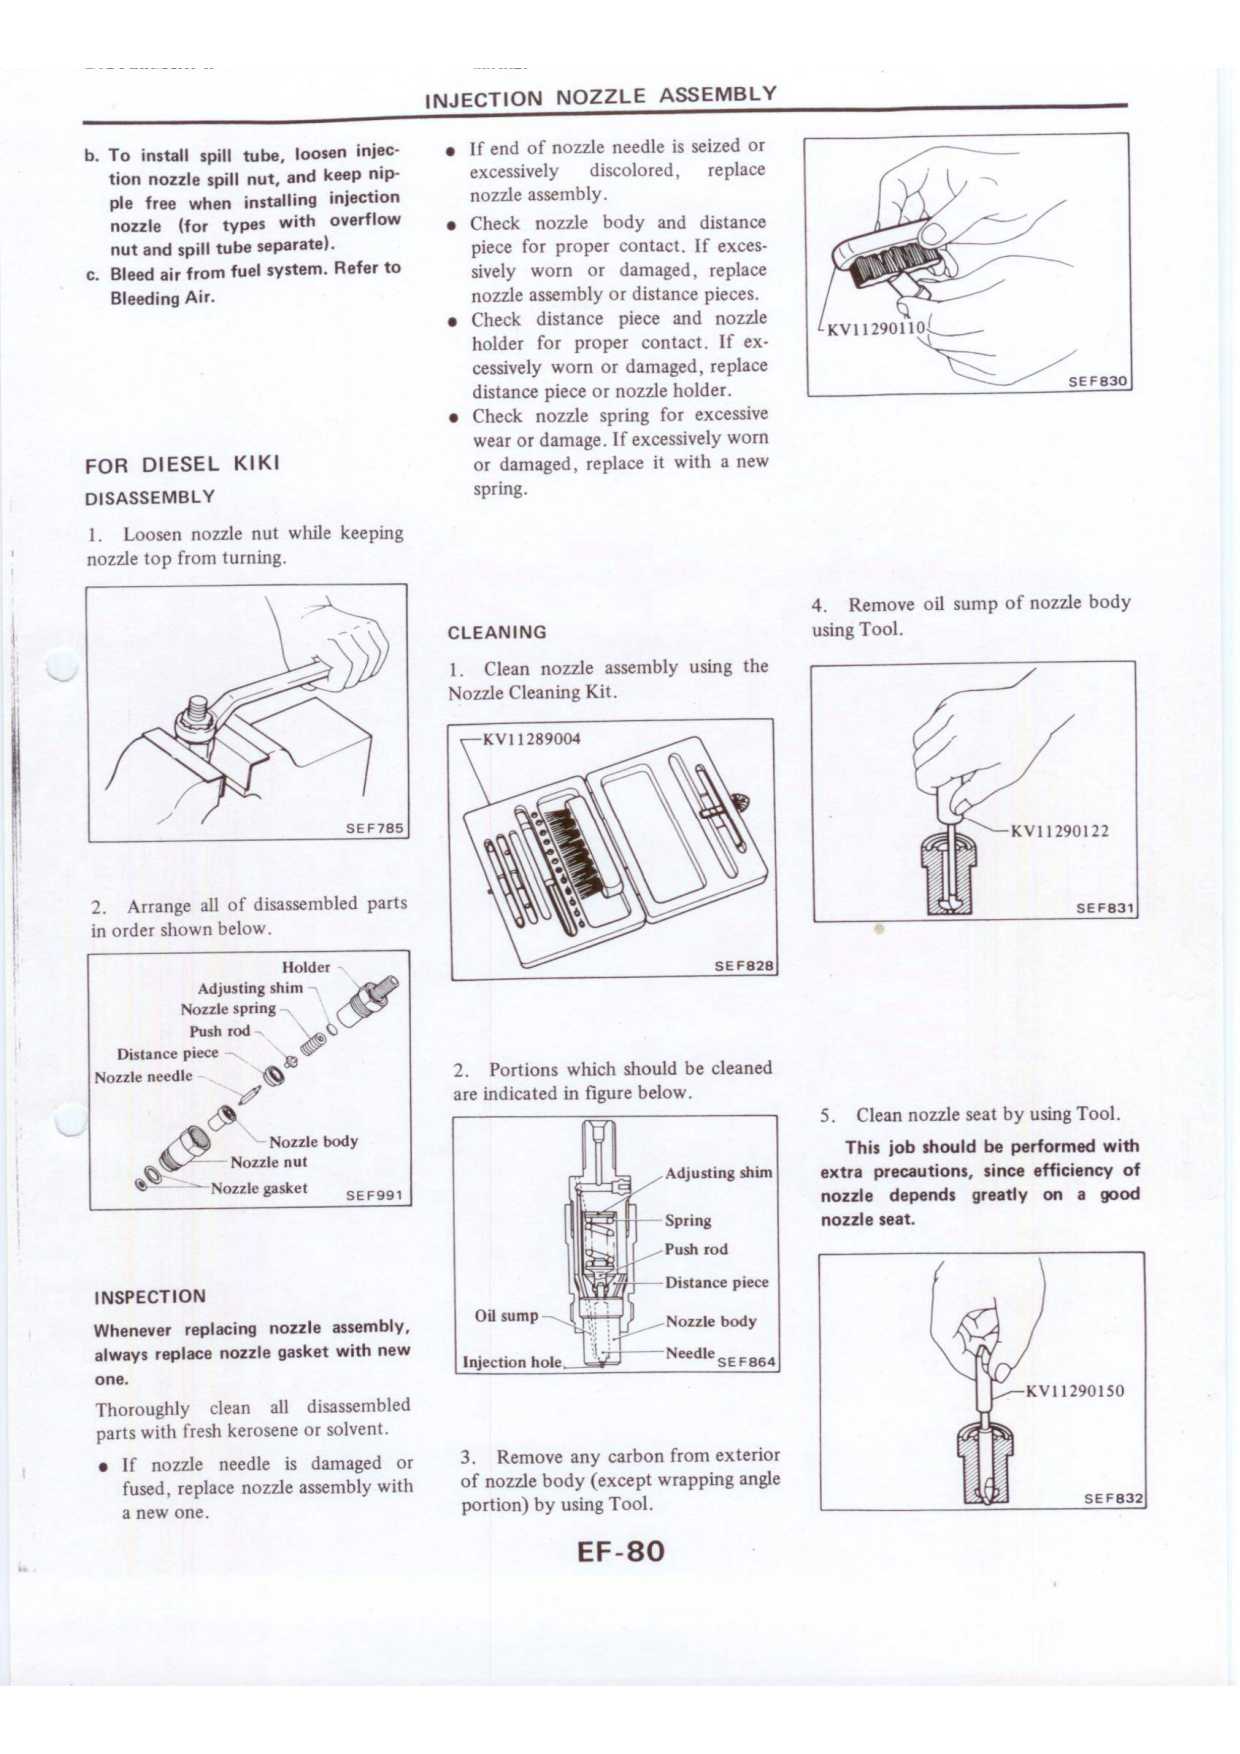 INJECTION NOZZLE ASSEMBLY
b. To install spill tube, loosen injec-
tion nozzle spill nut, and keep nip-
ple free when installing injection
nozzle (for types with overflow
nut and spill tube separate).
c. Bleed air from fuel system. Refer to
Bleeding Air.
FOR DIESEL KIKI
DISASSEMBLY
1. Loosen nozzle nut while keeping
nozzle top from turning.
SEF785
2. Arrange all of disassembled parts
in order shown below.
Holder
Adjusting shim
Nozzle spring
Push rod
Distance piece
Nozzle needle
Nozzle body
Nozzle nut
Nozzle gasket
SEF991
INSPECTION
Whenever replacing nozzle assembly,
always replace nozzle gasket with new
one.
Thoroughly clean all disassembled
parts with fresh kerosene or solvent.
● If nozzle needle is damaged or
fused, replace nozzle assembly with
a new one.
● If end of nozzle needle is seized or
excessively discolored, replace
nozzle assembly.
● Check nozzle body and distance
piece for proper contact. If exces-
sively worn or damaged, replace
nozzle assembly or distance pieces.
● Check distance piece and nozzle
holder for proper contact. If ex-
cessively worn or damaged, replace
distance piece or nozzle holder.
● Check nozzle spring for excessive
wear or damage. If excessively worn
or damaged, replace it with a new
spring.
CLEANING
1. Clean nozzle assembly using the
Nozzle Cleaning Kit.
KV11289004
SEF828
2. Portions which should be cleaned
are indicated in figure below.
Adjusting shim
Spring
Push rod
Distance piece
Oil sump
Nozzle body
Needle
Injection hole
SEF864
3. Remove any carbon from exterior
of nozzle body (except wrapping angle
portion) by using Tool.
KV11290110
SEF830
4. Remove oil sump of nozzle body
using Tool.
KV11290122
SEF831
5. Clean nozzle seat by using Tool.
This job should be performed with
extra precautions, since efficiency of
nozzle depends greatly on a good
nozzle seat.
KV11290150
SEF832
EF-80